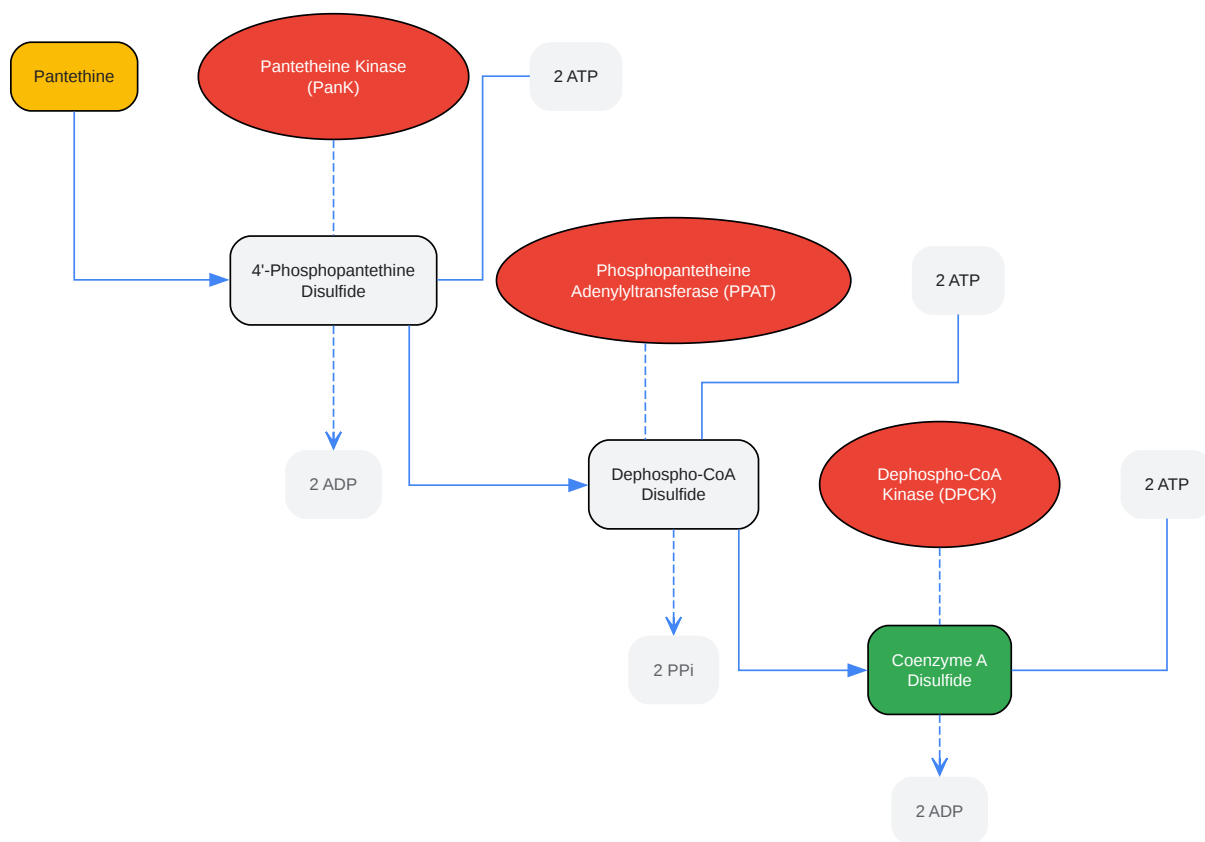 Pantethine
Pantetheine Kinase
(PanK)
2 ATP
4'-Phosphopantethine
Disulfide
Phosphopantetheine
Adenylyltransferase (PPAT)
2 ATP
2 ADP
Dephospho-CoA
Disulfide
Dephospho-CoA
Kinase (DPCK)
2 ATP
2 PPi
Coenzyme A
Disulfide
2 ADP